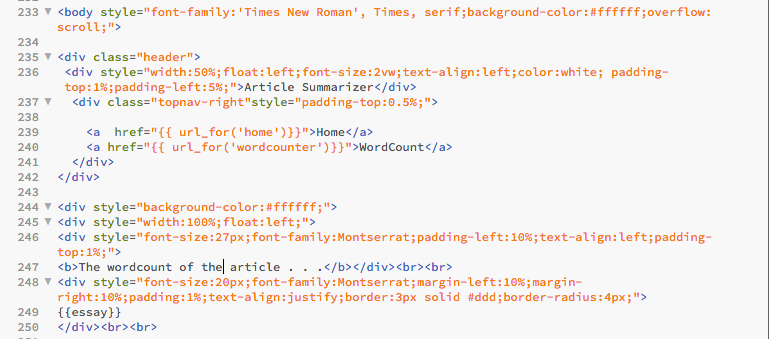 233 <body style="font-family:'Times New Roman', Times, serif;background-color:#ffffff;overflow:
scroll;">
234
235 <div class="header">
236 <div style="width:50%;float:left;font-size:2vw;text-align:left;color:white; padding-
top:1%;padding-left:5%;">Article Summarizer</div>
237 <div class="topnav-right"style="padding-top:0.5%;">
238
239 <a  href="{{ url_for('home')}}">Home</a>
240 <a href="{{ url_for('wordcounter')}}">WordCount</a>
241 </div>
242 </div>
243
244 <div style="background-color:#ffffff;">
245 <div style="width:100%;float:left;">
246 <div style="font-size:27px;font-family:Montserrat;padding-left:10%;text-align:left;padding-
top:1%;">
247 <b>The wordcount of the article . . .</b></div><br><br>
248 <div style="font-size:20px;font-family:Montserrat;margin-left:10%;margin-
right:10%;padding:1%;text-align:justify;border:3px solid #ddd;border-radius:4px;">
249 {{essay}}
250 </div><br><br>